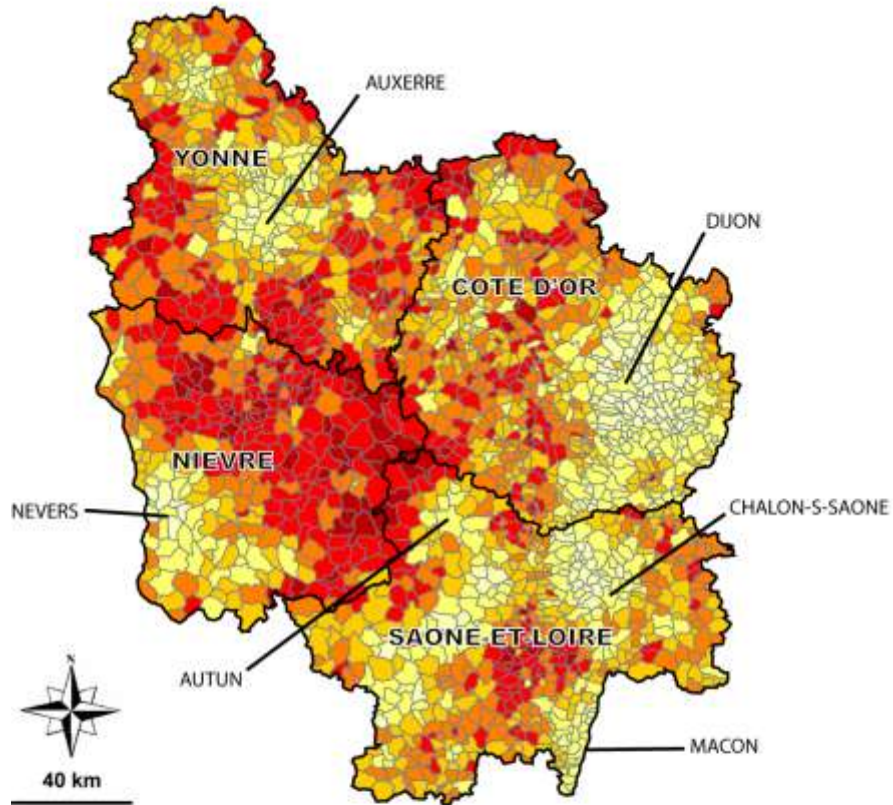 AUXERRE
YONNE
DIJON
COTE D'OR
NIEVRE
NEVERS
CHALON-S-SAONE
SAONE-ET-LOIRE
AUTUN
N
MACON
40 km